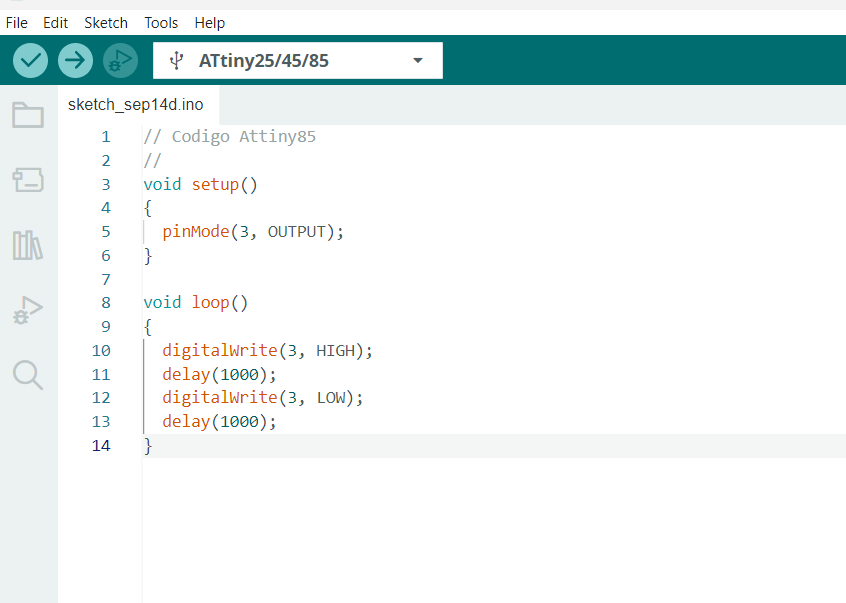 File Edit Sketch Tools Help
ATtiny25/45/85
sketch_sep14d.ino
1 // Codigo Attiny85
2 //
3 void setup()
4 {
5 pinMode(3, OUTPUT);
6 }
7
8 void loop()
9 {
10 digitalWrite(3, HIGH);
11 delay(1000);
12 digitalWrite(3, LOW);
13 delay(1000);
14 }